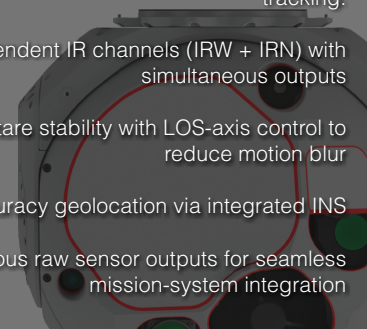 tracking.
IR channels (IRW + IRN) with
simultaneous outputs
stability with LOS-axis control to
reduce motion blur
geolocation via integrated INS
raw sensor outputs for seamless
mission-system integration